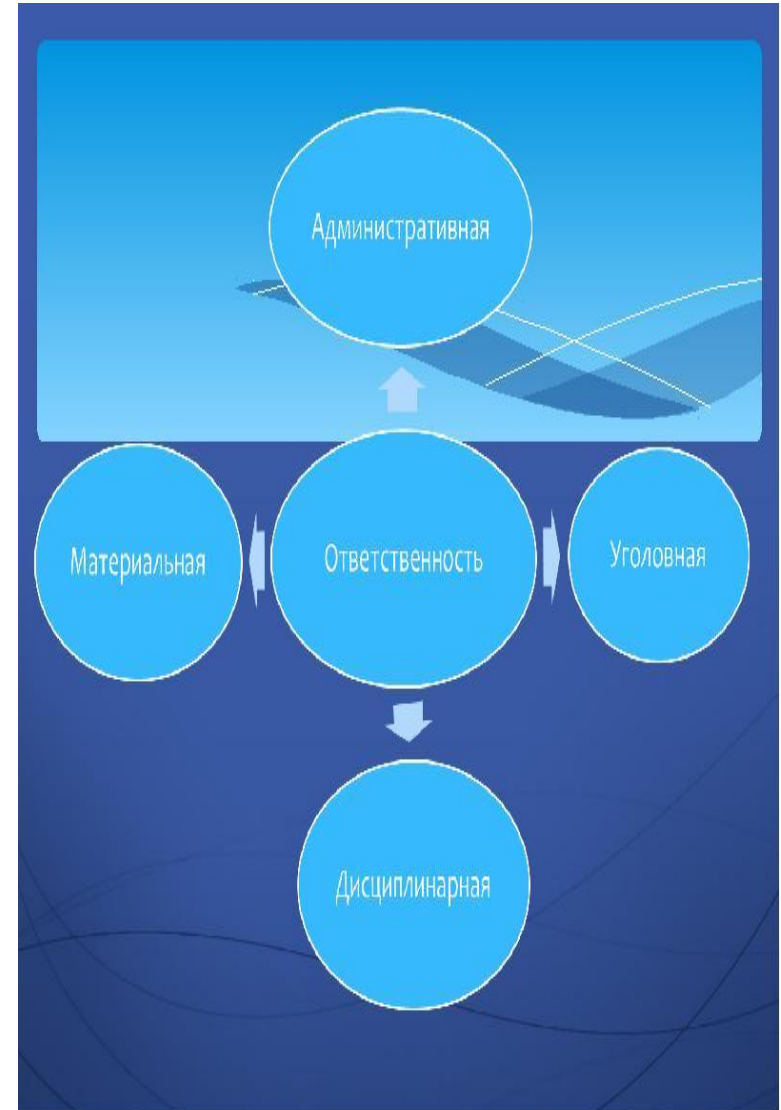 Административная
Материальная
Ответственность
Уголовная
Дисциплинарная